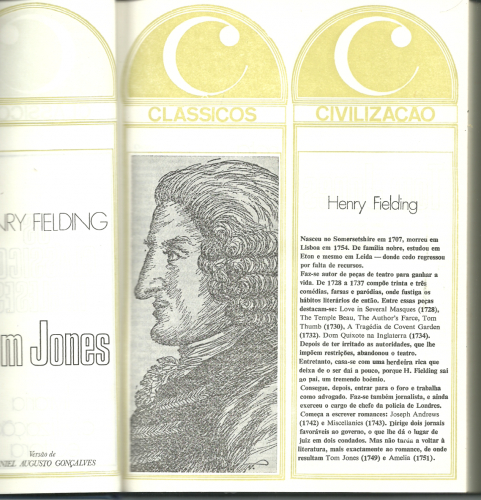 C
C
CLÁSSICOS
CIVILIZAÇÃO
NRY FIELDING
m Jones
Versão de
NIEL AUGUSTO GONÇALVES
Henry Fielding
Nasceu no Somersetshire em 1707, morreu em
Lisboa em 1754. De família nobre, estudou em
Eton e mesmo em Leida — donde cedo regressou
por falta de recursos.
Faz-se autor de peças de teatro para ganhar a
vida. De 1728 a 1737 compõe trinta e três
comédias, farsas e paródias, onde fustiga os
hábitos literários de então. Entre essas peças
destacam-se: Love in Several Masques (1728),
The Temple Beau, The Author's Farce, Tom
Thumb (1730). A Tragédia de Covent Garden
(1732). Dom Quixote na Inglaterra (1734).
Depois de ter irritado as autoridades, que lhe
impõem restrições, abandonou o teatro.
Entretanto, casa-se com uma herdeira rica que
deixa de o ser daí a pouco, porque H. Fielding sai
ao pai, um tremendo boémio.
Consegue, depois, entrar para o foro e trabalha
como advogado. Faz-se também jornalista, e ainda
exerceu o cargo de chefe da polícia de Londres.
Começa a escrever romances: Joseph Andrews
(1742) e Miscellanies (1743). Dirige dois jornais
favoráveis ao governo, o que lhe dá o lugar de
juiz em dois condados. Mas não tarda a voltar à
literatura, mais exactamente ao romance, de onde
resultam Tom Jones (1749) e Amelia (1751).